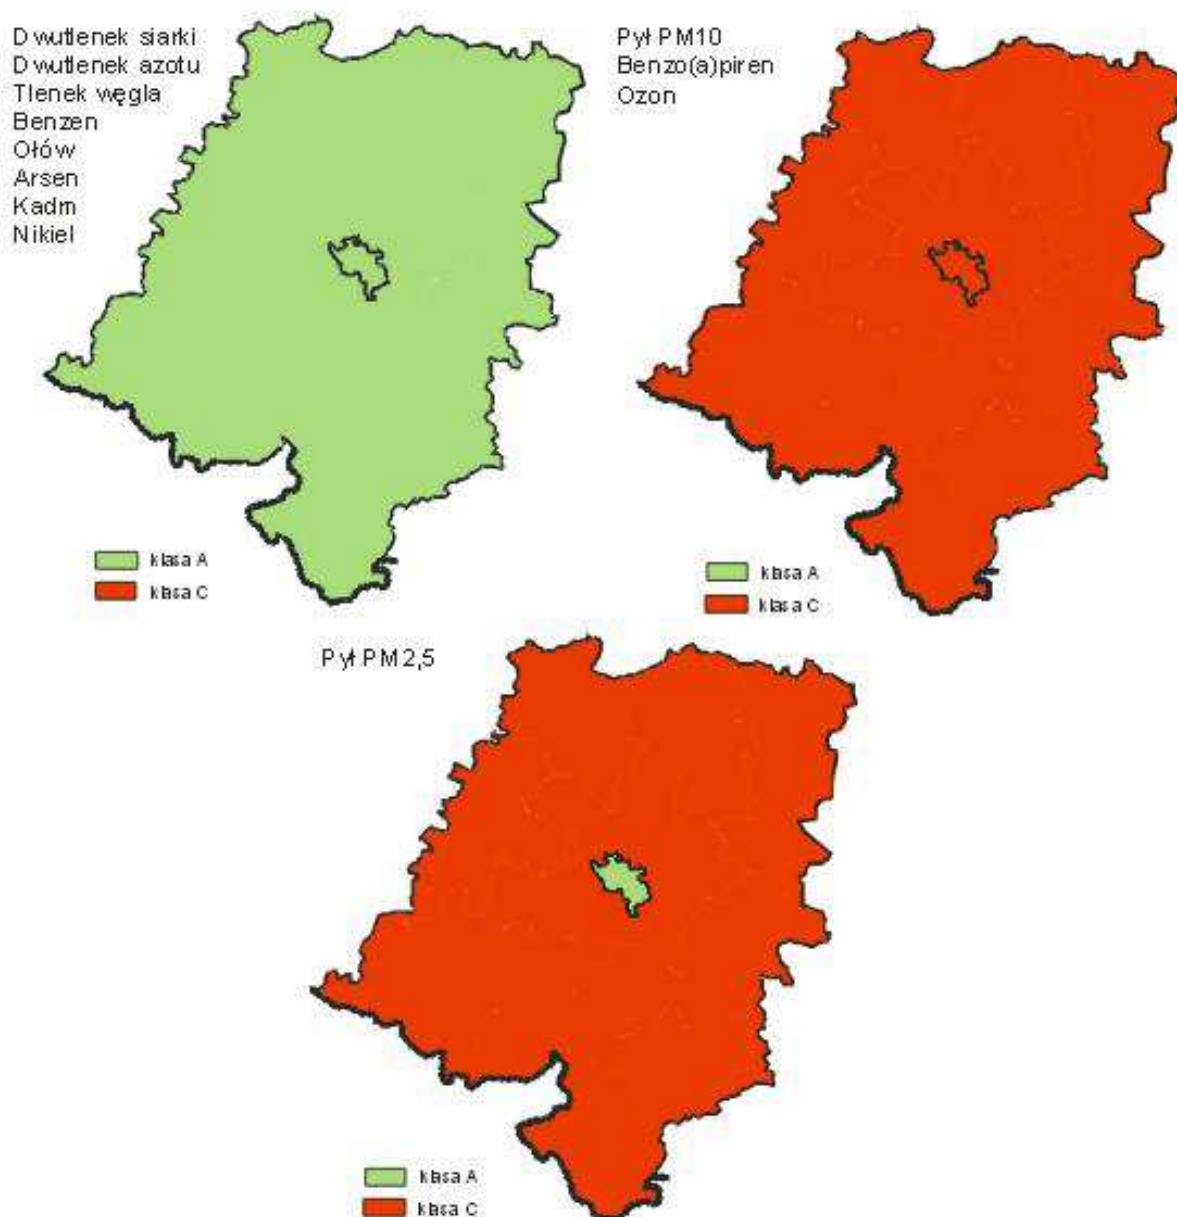 Dwutlenek siarki
Dwutlenek azotu
Tlenek węgla
Benzen
Ołów
Arsen
Kadm
Nikiel
klasa A
klasa C
Pył PM10
Benzo(a)piren
Ozon
klasa A
klasa C
Pył PM2,5
klasa A
klasa C